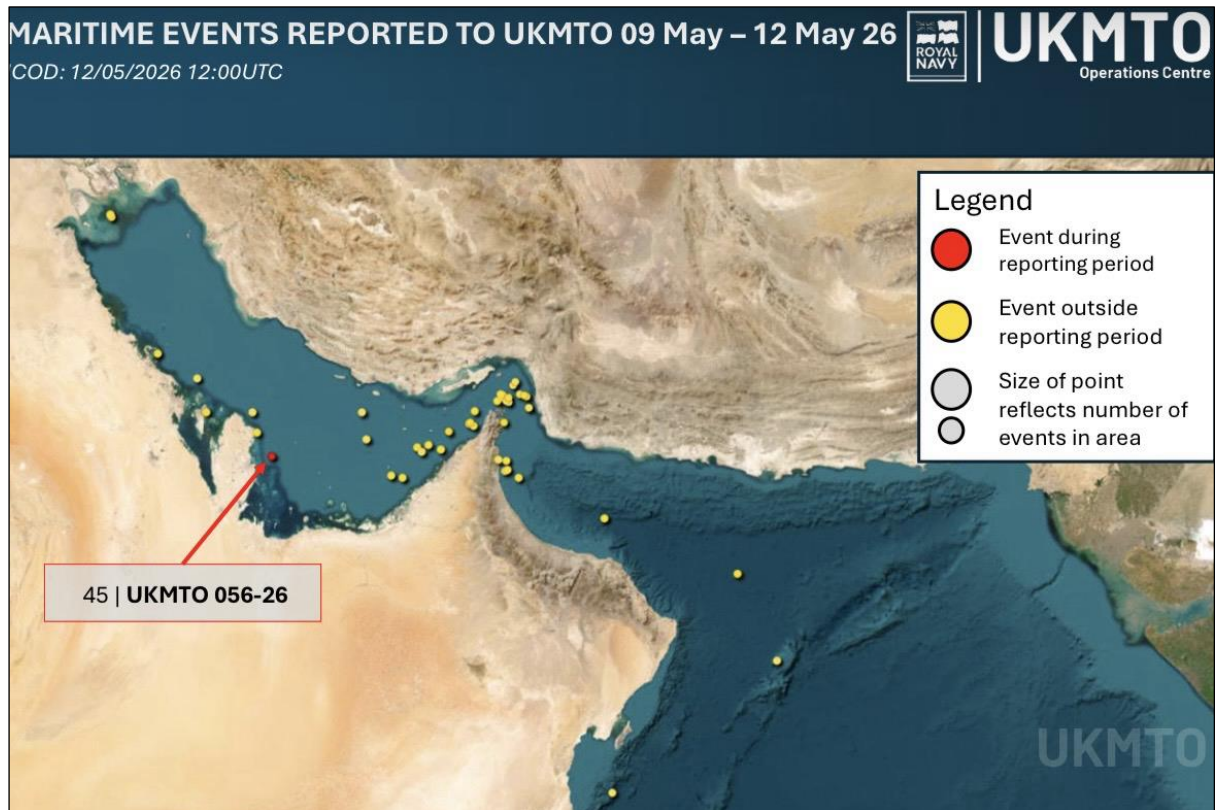 MARITIME EVENTS REPORTED TO UKMTO 09 May – 12 May 26
ICOD: 12/05/2026 12:00UTC
ROYAL
NAVY
UKMTO
Operations Centre
Legend
Event during
reporting period
Event outside
reporting period
Size of point
reflects number of
events in area
45 | UKMTO 056-26
UKMTO